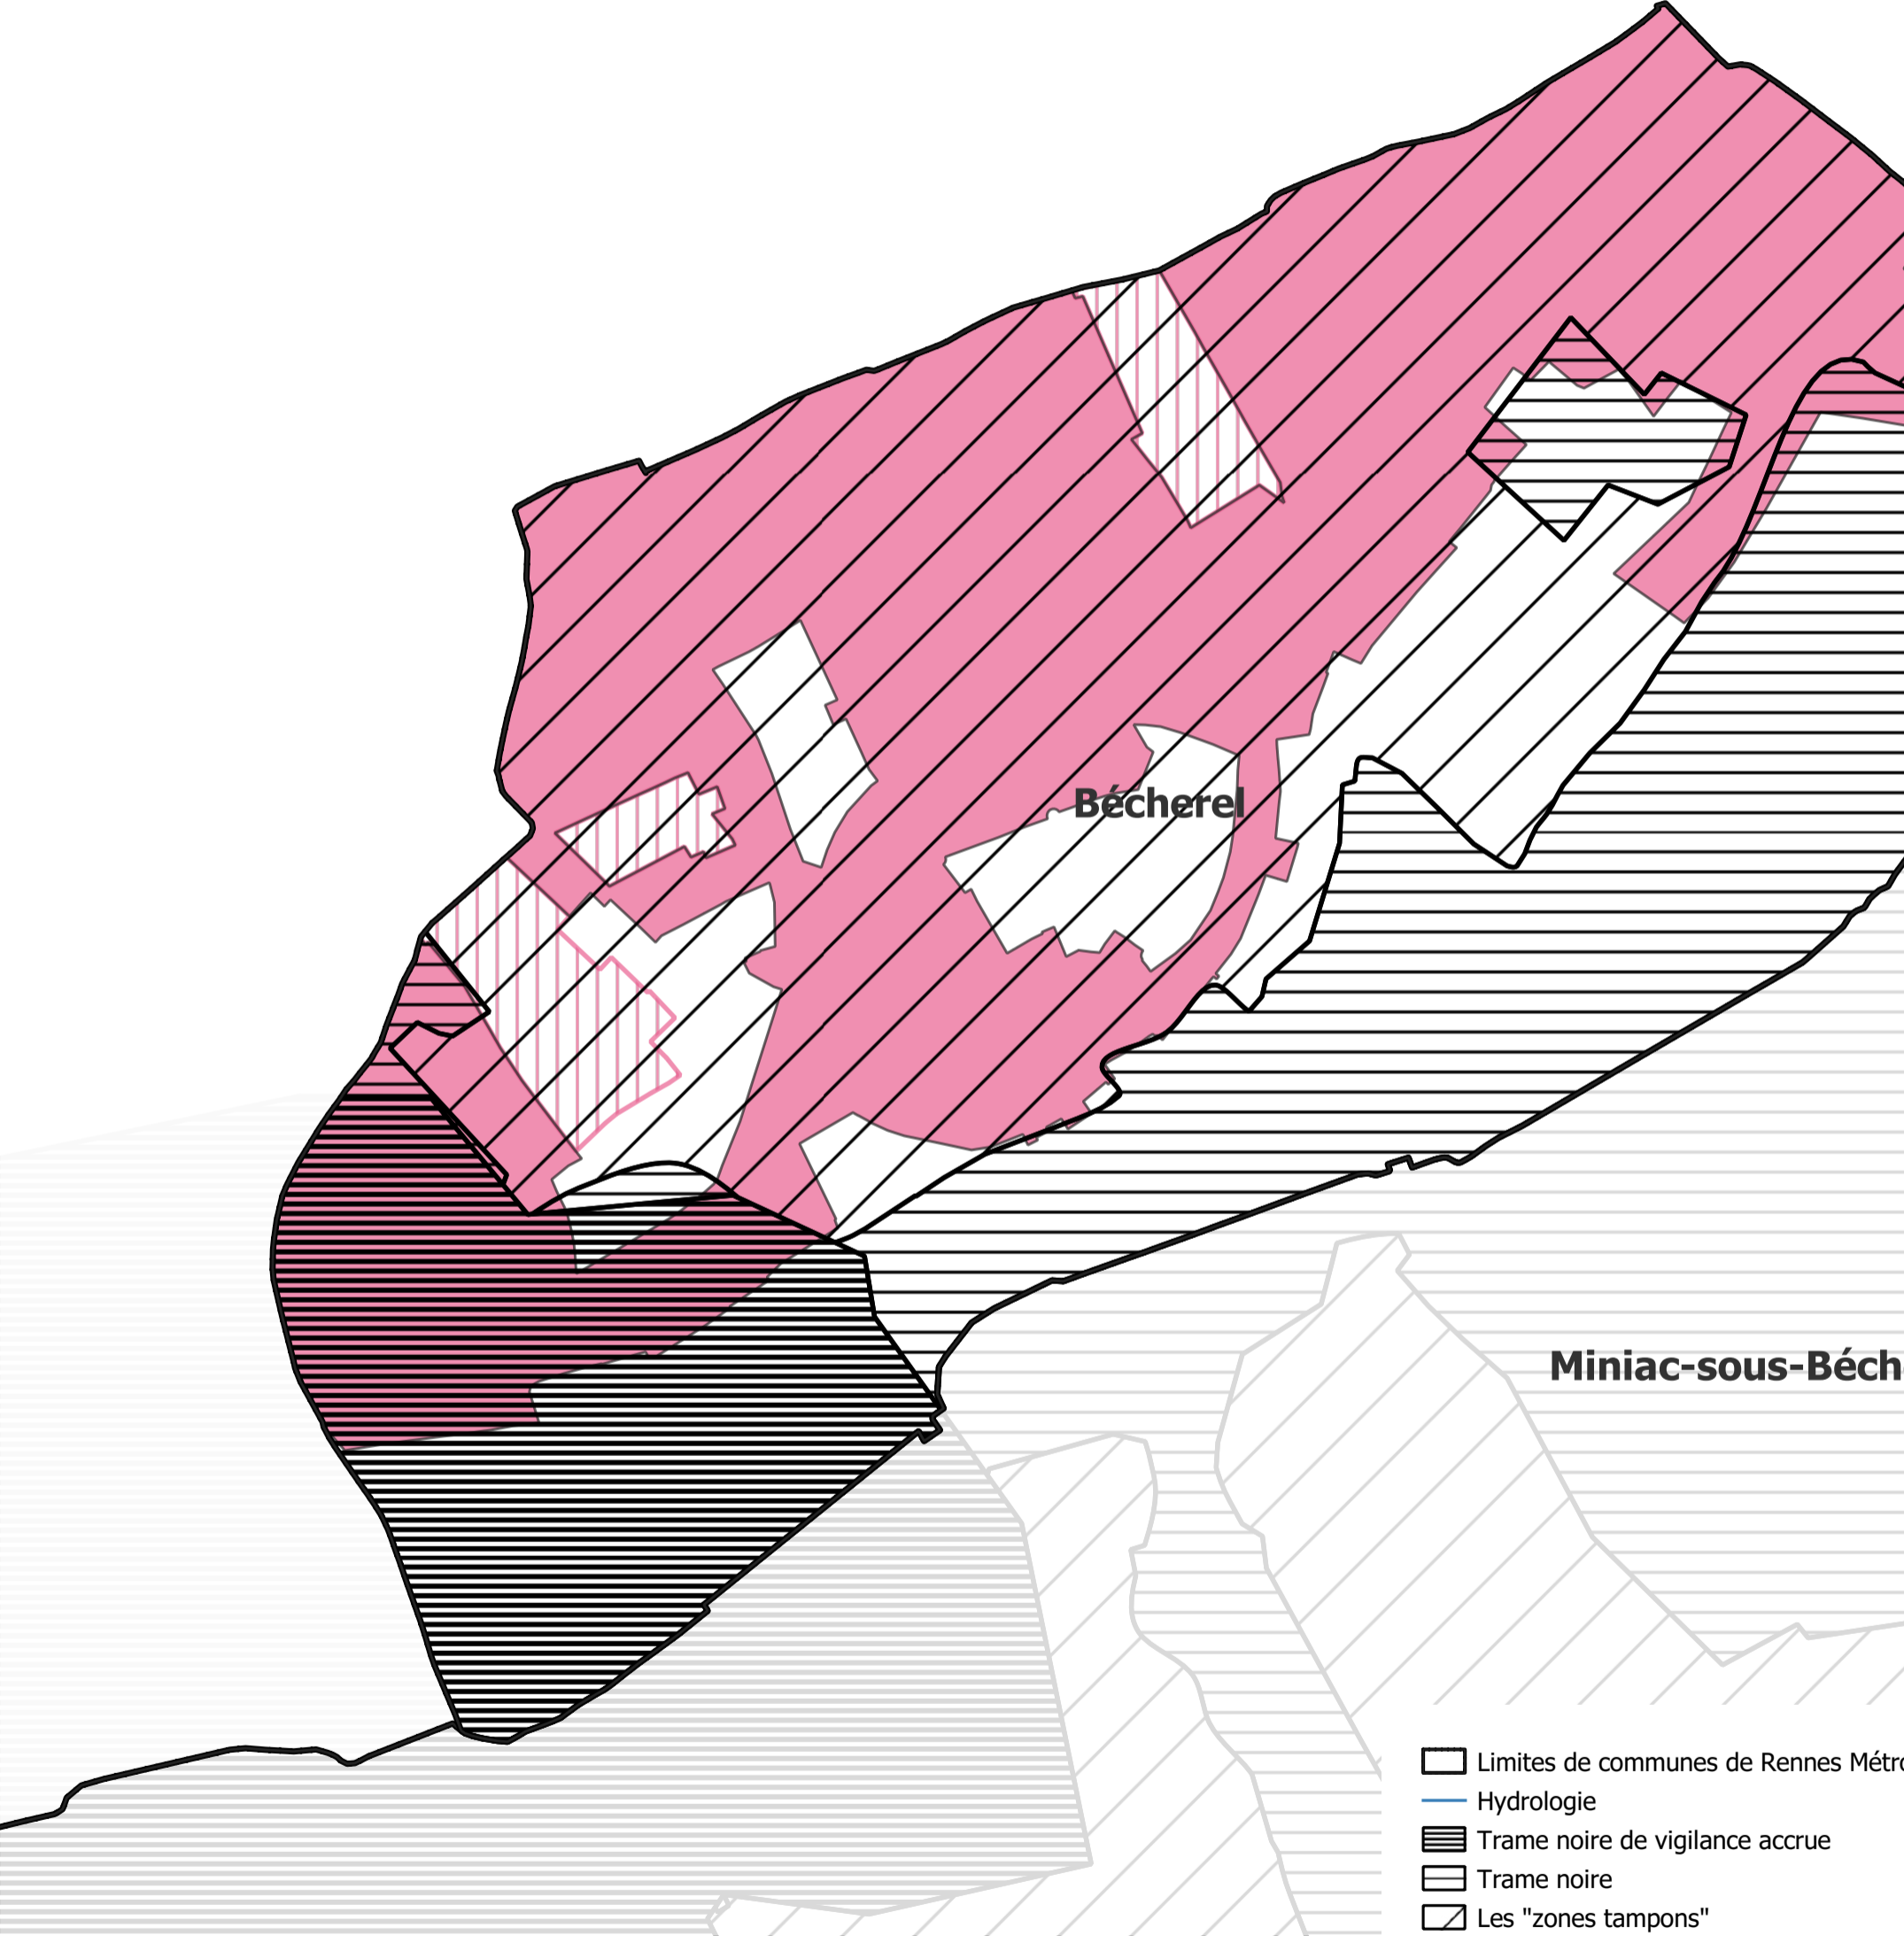 Bécherel
Miniac-sous-Béch
Limites de communes de Rennes Métro
Hydrologie
Trame noire de vigilance accrue
Trame noire
Les "zones tampons"